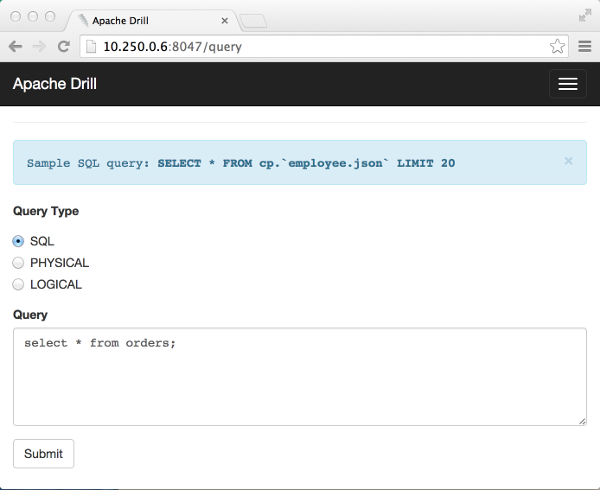 Apache Drill
10.250.0.6:8047/query
Apache Drill
Sample SQL query: SELECT * FROM cp.`employee.json` LIMIT 20
×
Query Type
SQL
PHYSICAL
LOGICAL
Query
select * from orders;
Submit